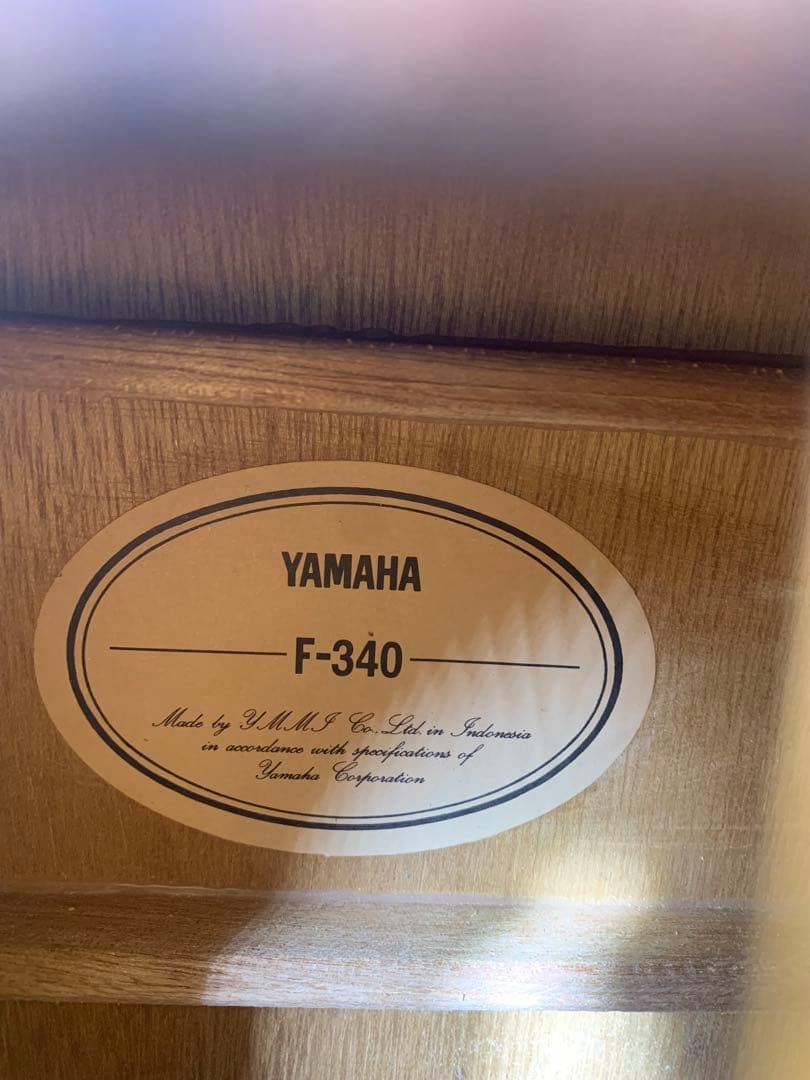 YAMAHA
F-340
Made by YMMI Co., Ltd. in Indonesia
in accordance with specifications of
Yamaha Corporation